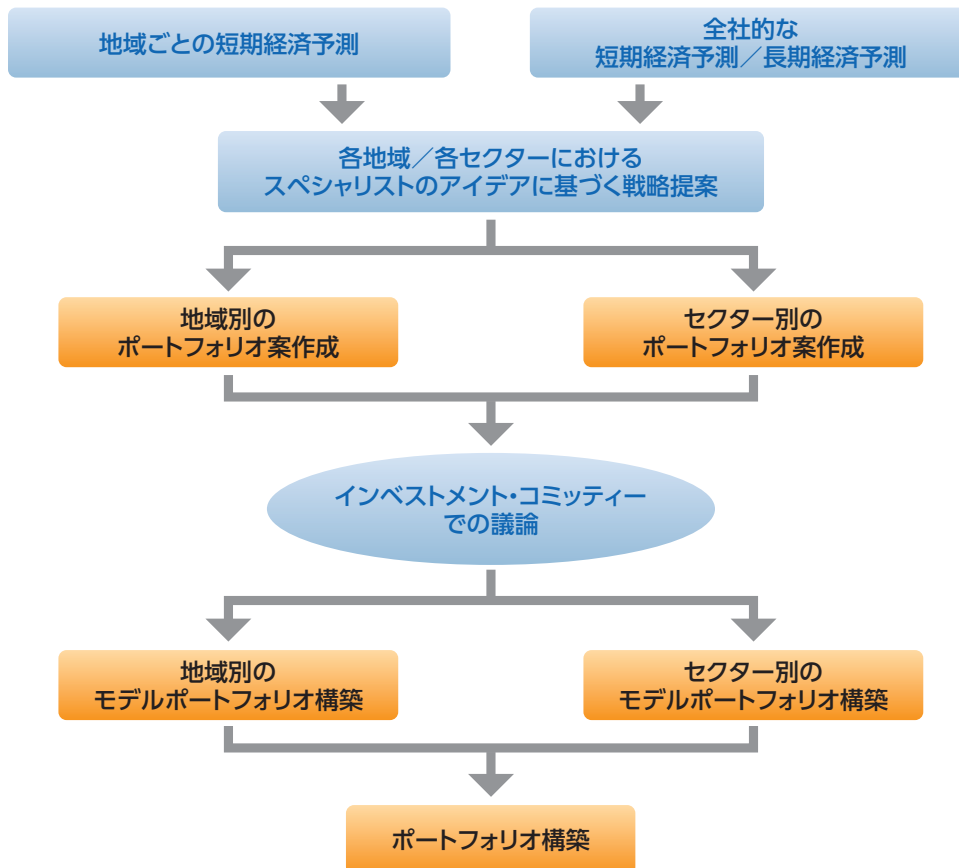 地域ごとの短期経済予測
全社的な
短期経済予測／長期経済予測
各地域／各セクターにおける
スペシャリストのアイデアに基づく戦略提案
地域別の
ポートフォリオ案作成
セクター別の
ポートフォリオ案作成
インベストメント・コミッティー
での議論
地域別の
モデルポートフォリオ構築
セクター別の
モデルポートフォリオ構築
ポートフォリオ構築